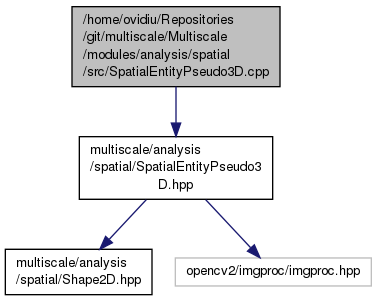 /home/ovidiu/Repositories
/git/multiscale/Multiscale
/modules/analysis/spatial
/src/SpatialEntityPseudo3D.cpp
multiscale/analysis
/spatial/SpatialEntityPseudo3
D.hpp
multiscale/analysis
/spatial/Shape2D.hpp
opencv2/imgproc/imgproc.hpp